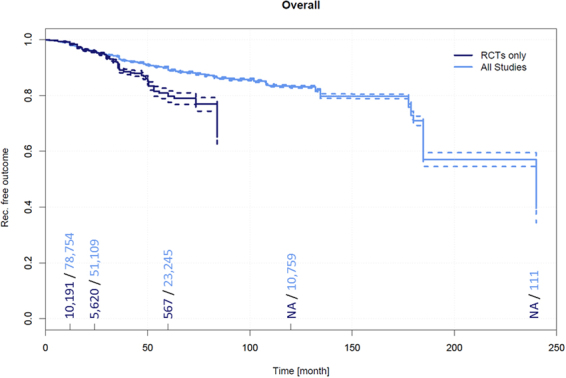 Overall
Rec. free outcome
1.0
0.8
0.6
0.4
0.2
0.0
RCTs only
All Studies
10,191 / 78,754
5,620 / 51,109
567 / 23,245
NA / 10,759
NA / 111
0
50
100
150
200
250
Time [month]